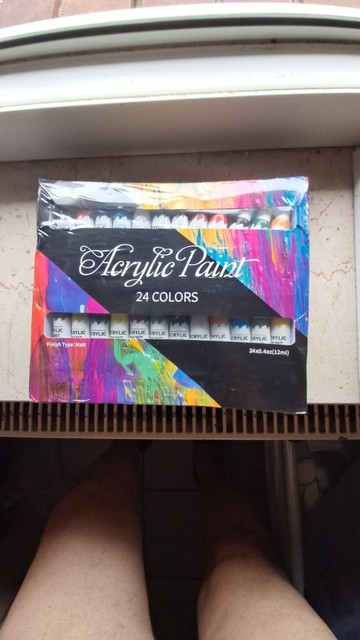 Acrylic Paint
24 COLORS
Finish Type:Matt
24x0.4oz(12ml)